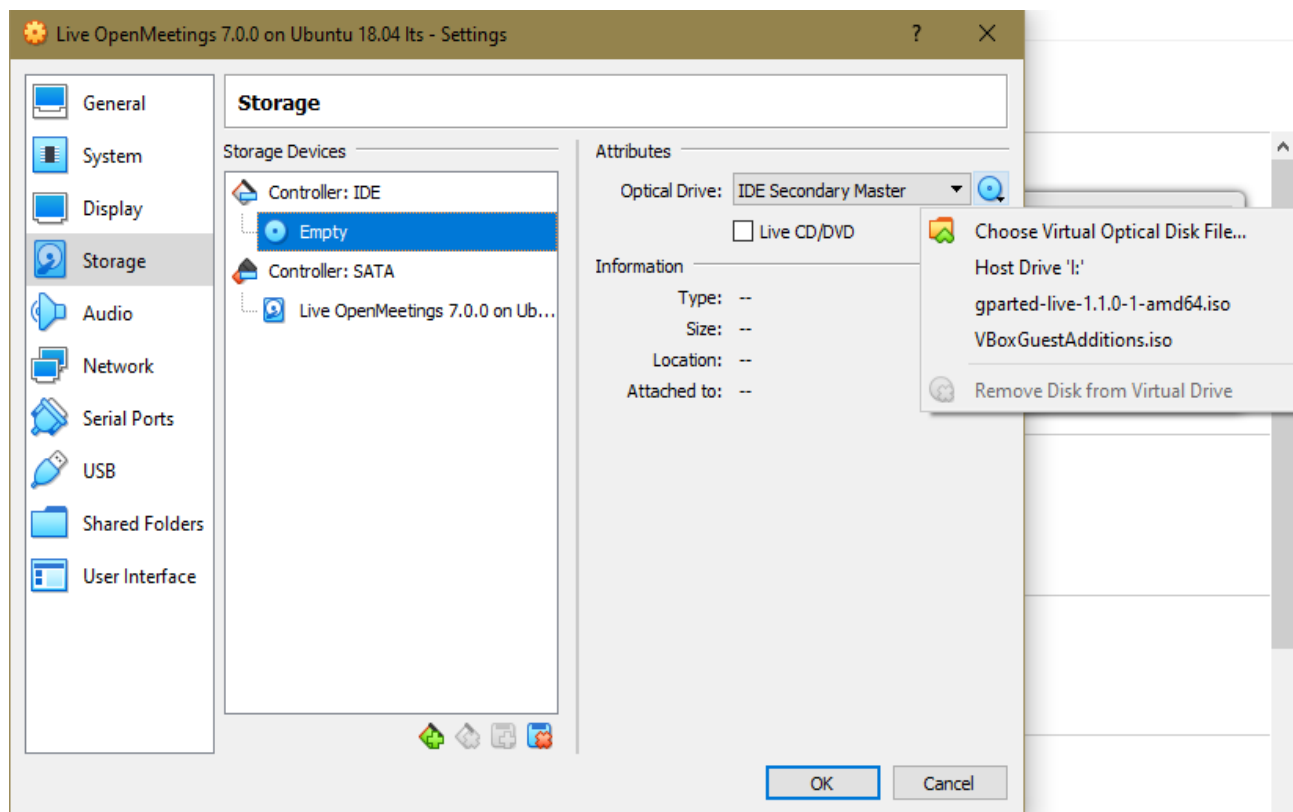 Live OpenMeetings 7.0.0 on Ubuntu 18.04 lts - Settings
?
General
System
Display
Storage
Audio
Network
Serial Ports
USB
Shared Folders
User Interface
Storage
Storage Devices
Controller: IDE
Empty
Controller: SATA
Live OpenMeetings 7.0.0 on Ub...
Attributes
Optical Drive: IDE Secondary Master
Live CD/DVD
Information
Type: --
Size: --
Location: --
Attached to: --
Choose Virtual Optical Disk File...
Host Drive 'I:'
gparted-live-1.1.0-1-amd64.iso
VBoxGuestAdditions.iso
Remove Disk from Virtual Drive
OK Cancel